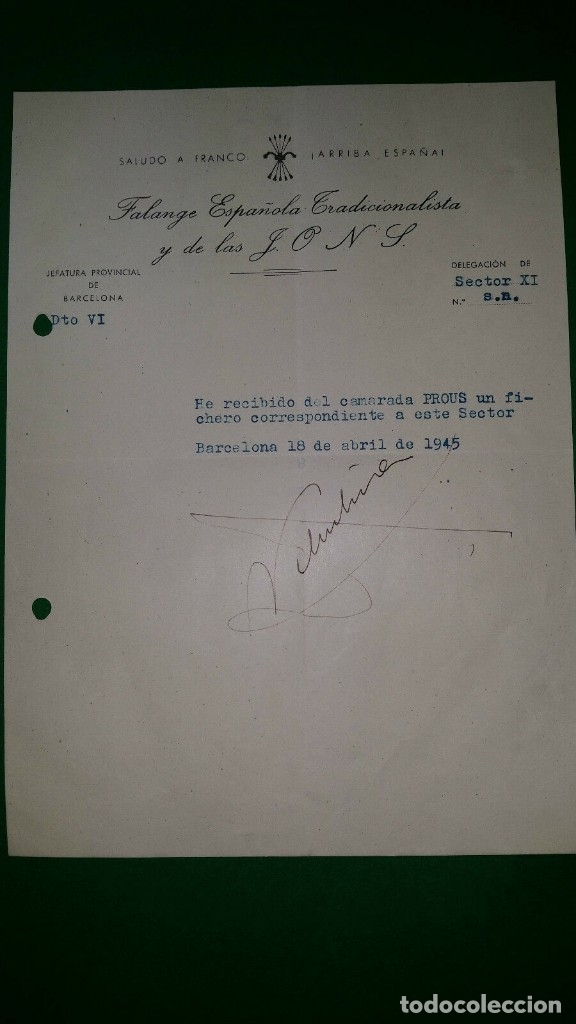 SALUDO A FRANCO ¡ARRIBA ESPAÑA!
Falange Española Tradicionalista
y de las J. O N S
JEFATURA PROVINCIAL
DE
BARCELONA
Dto VI
DELEGACIÓN DE
Sector XI
N.º s.n.
He recibido del camarada PROUS un fi-
chero correspondiente a este Sector
Barcelona 18 de abril de 1945
todocoleccion